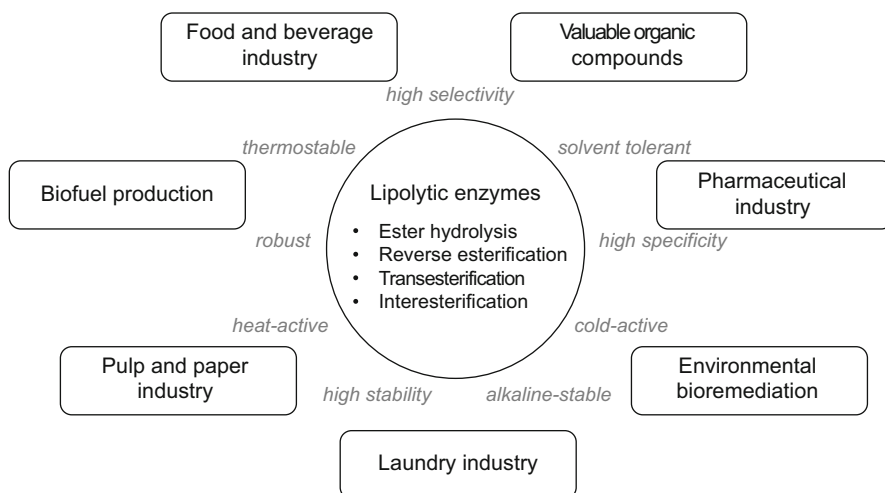 Food and beverage
industry
Valuable organic
compounds
high selectivity
thermostable
solvent tolerant
Biofuel production
Lipolytic enzymes
Pharmaceutical
industry
• Ester hydrolysis
• Reverse esterification
• Transesterification
• Interesterification
robust
high specificity
heat-active
cold-active
Pulp and paper
industry
Environmental
bioremediation
high stability
alkaline-stable
Laundry industry